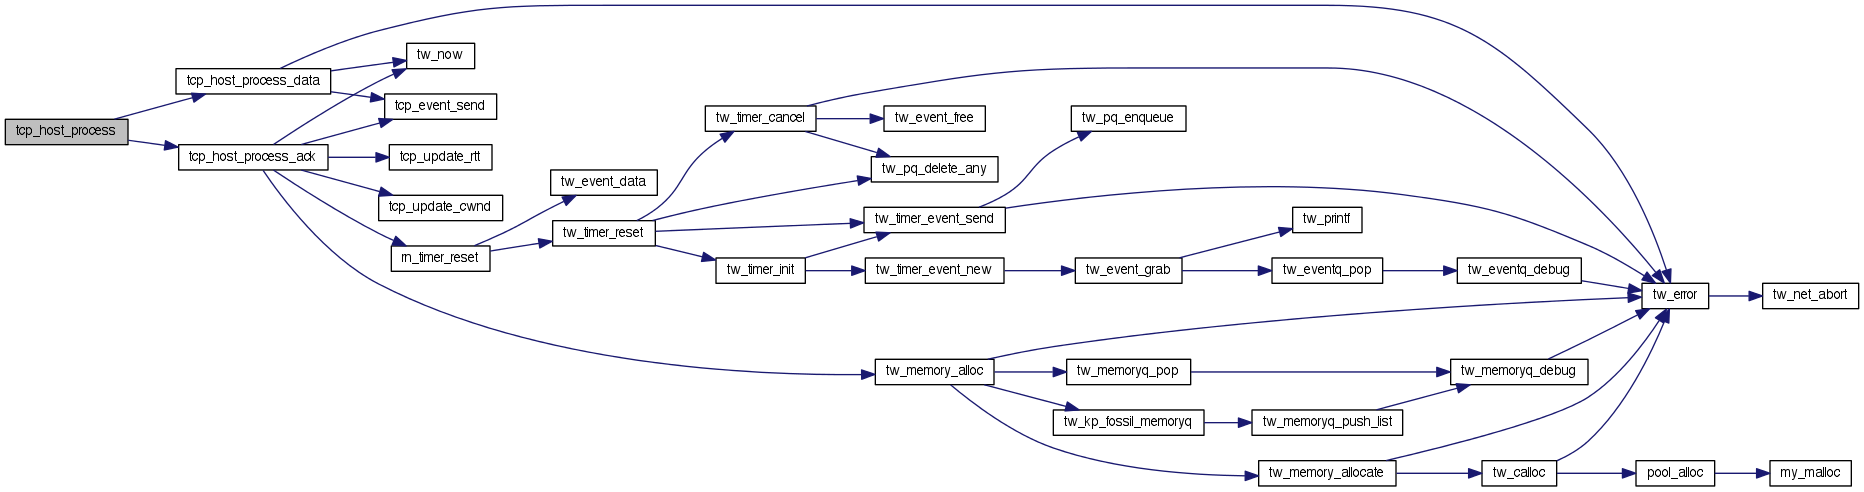 tcp_host_process
tcp_host_process_data
tcp_host_process_ack
tw_now
tcp_event_send
tcp_update_rtt
tcp_update_cwnd
rn_timer_reset
tw_event_data
tw_timer_reset
tw_timer_cancel
tw_timer_init
tw_event_free
tw_pq_delete_any
tw_timer_event_send
tw_timer_event_new
tw_memory_alloc
tw_pq_enqueue
tw_event_grab
tw_memoryq_pop
tw_kp_fossil_memoryq
tw_printf
tw_eventq_pop
tw_memoryq_push_list
tw_memory_allocate
tw_eventq_debug
tw_memoryq_debug
tw_calloc
tw_error
pool_alloc
tw_net_abort
my_malloc